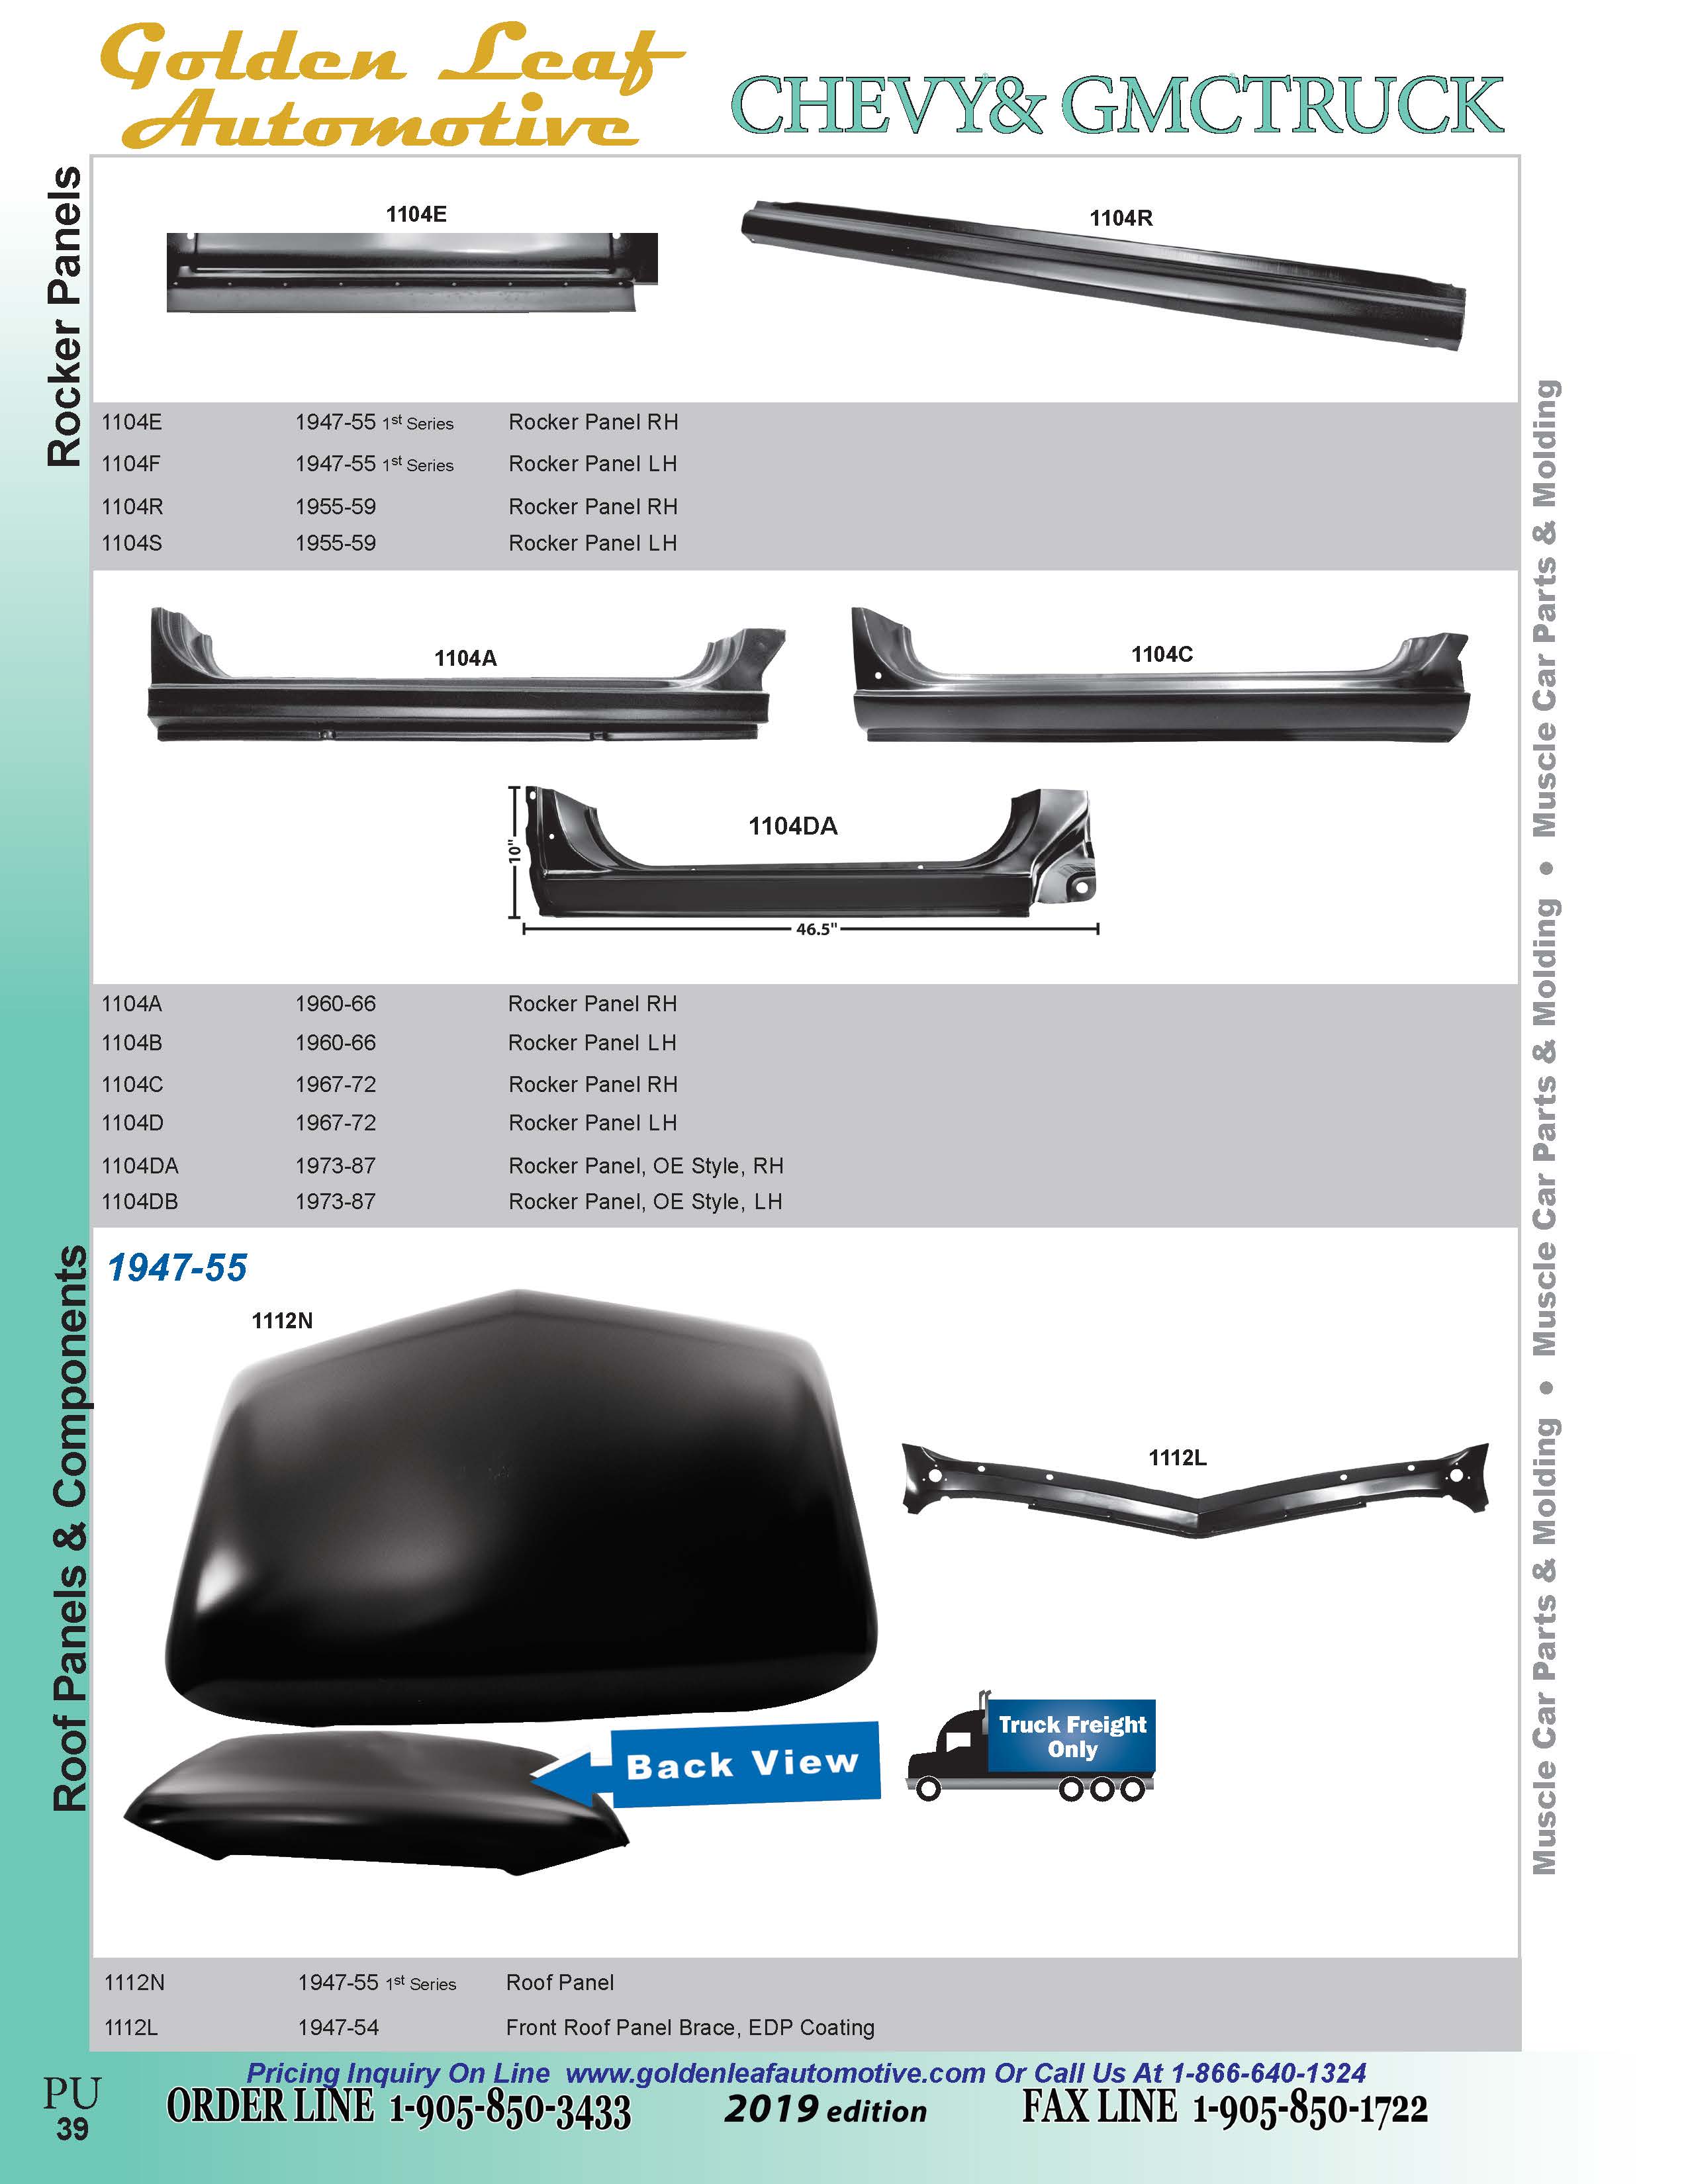 Golden Leaf
Automotive
CHEVY& GMCTRUCK
Rocker Panels
1104E
1104R
1104E 1947-55 1st Series Rocker Panel RH
1104F 1947-55 1st Series Rocker Panel LH
1104R 1955-59 Rocker Panel RH
1104S 1955-59 Rocker Panel LH
1104A
1104C
1104DA
10"
46.5"
1104A 1960-66 Rocker Panel RH
1104B 1960-66 Rocker Panel LH
1104C 1967-72 Rocker Panel RH
1104D 1967-72 Rocker Panel LH
1104DA 1973-87 Rocker Panel, OE Style, RH
1104DB 1973-87 Rocker Panel, OE Style, LH
Roof Panels & Components
1947-55
1112N
1112L
Back View
Truck Freight
Only
1112N 1947-55 1st Series Roof Panel
1112L 1947-54 Front Roof Panel Brace, EDP Coating
Muscle Car Parts & Molding • Muscle Car Parts & Molding • Muscle Car Parts & Molding
Pricing Inquiry On Line www.goldenleafautomotive.com Or Call Us At 1-866-640-1324
PU
39
ORDER LINE 1-905-850-3433
2019 edition
FAX LINE 1-905-850-1722